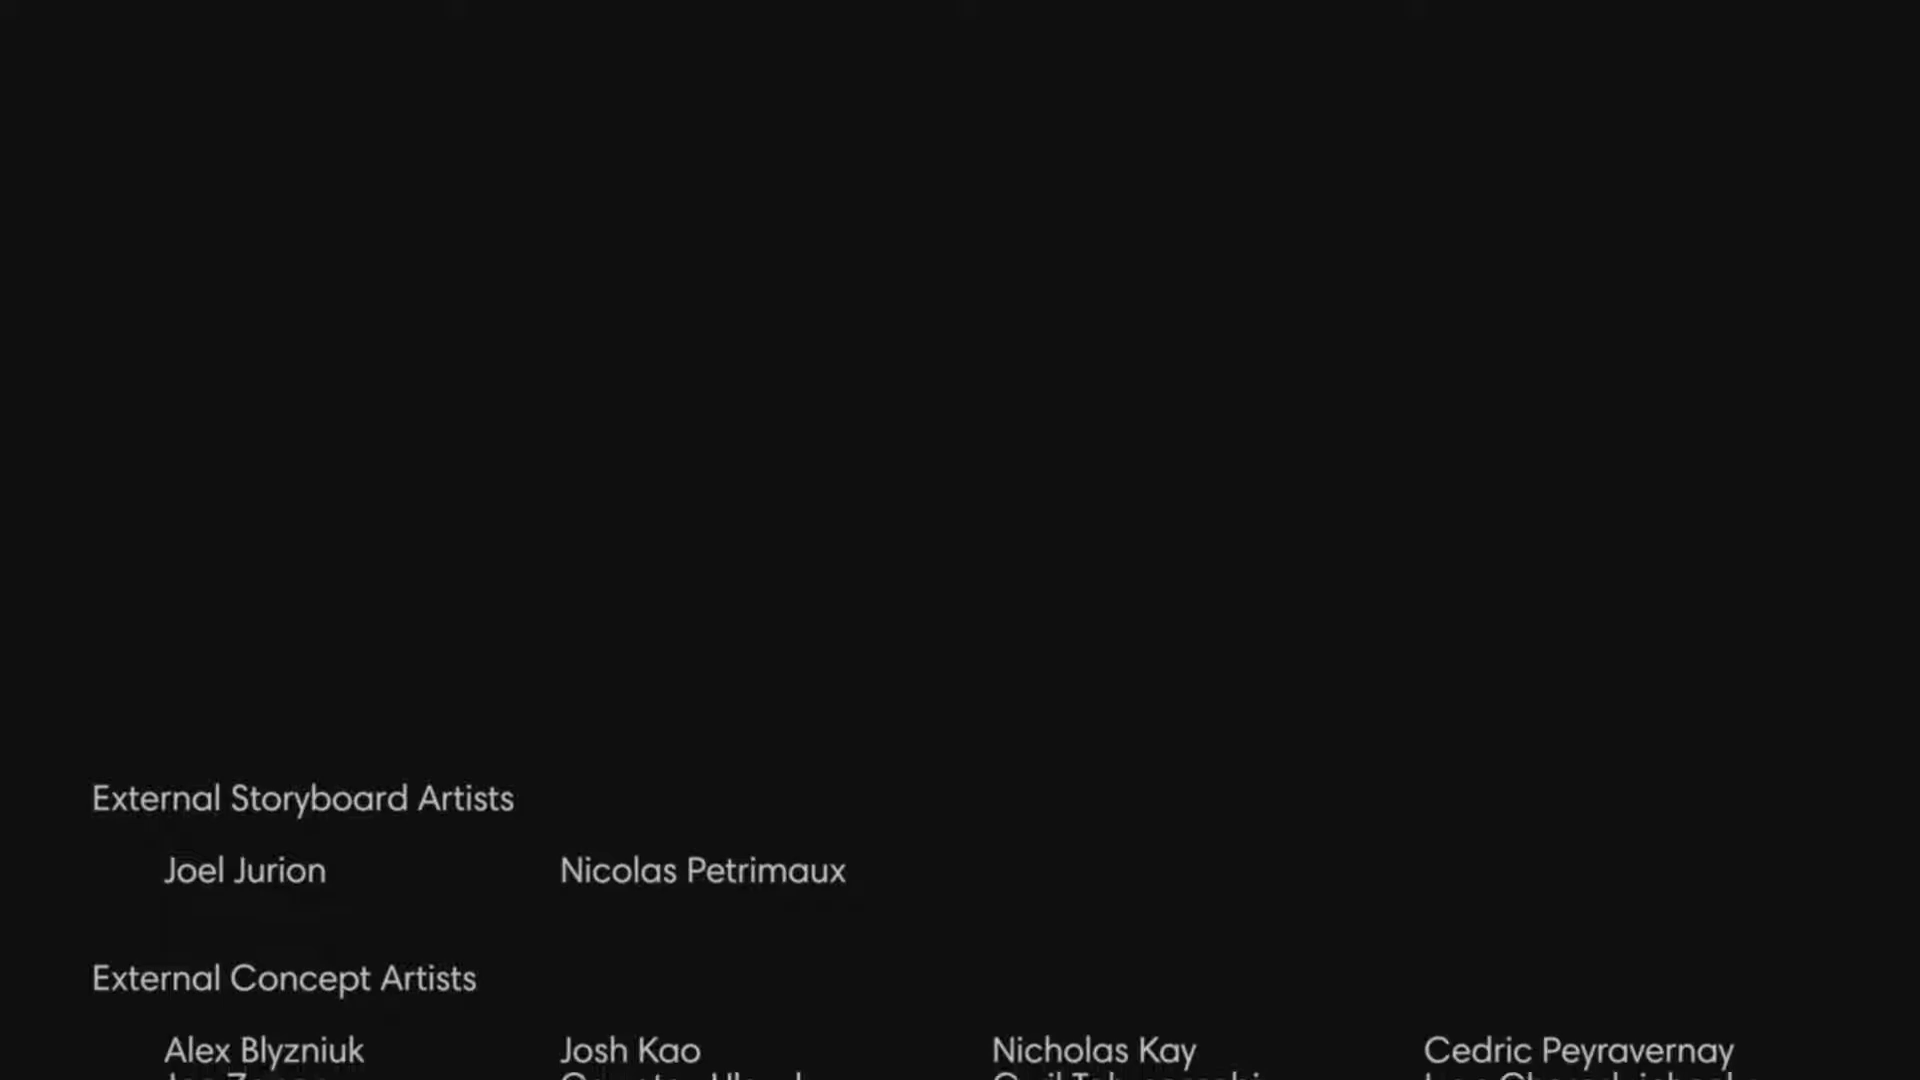 External Storyboard Artists
Joel Jurion Nicolas Petrimaux
External Concept Artists
Alex Blyzniuk Josh Kao Nicholas Kay Cedric Peyravernay